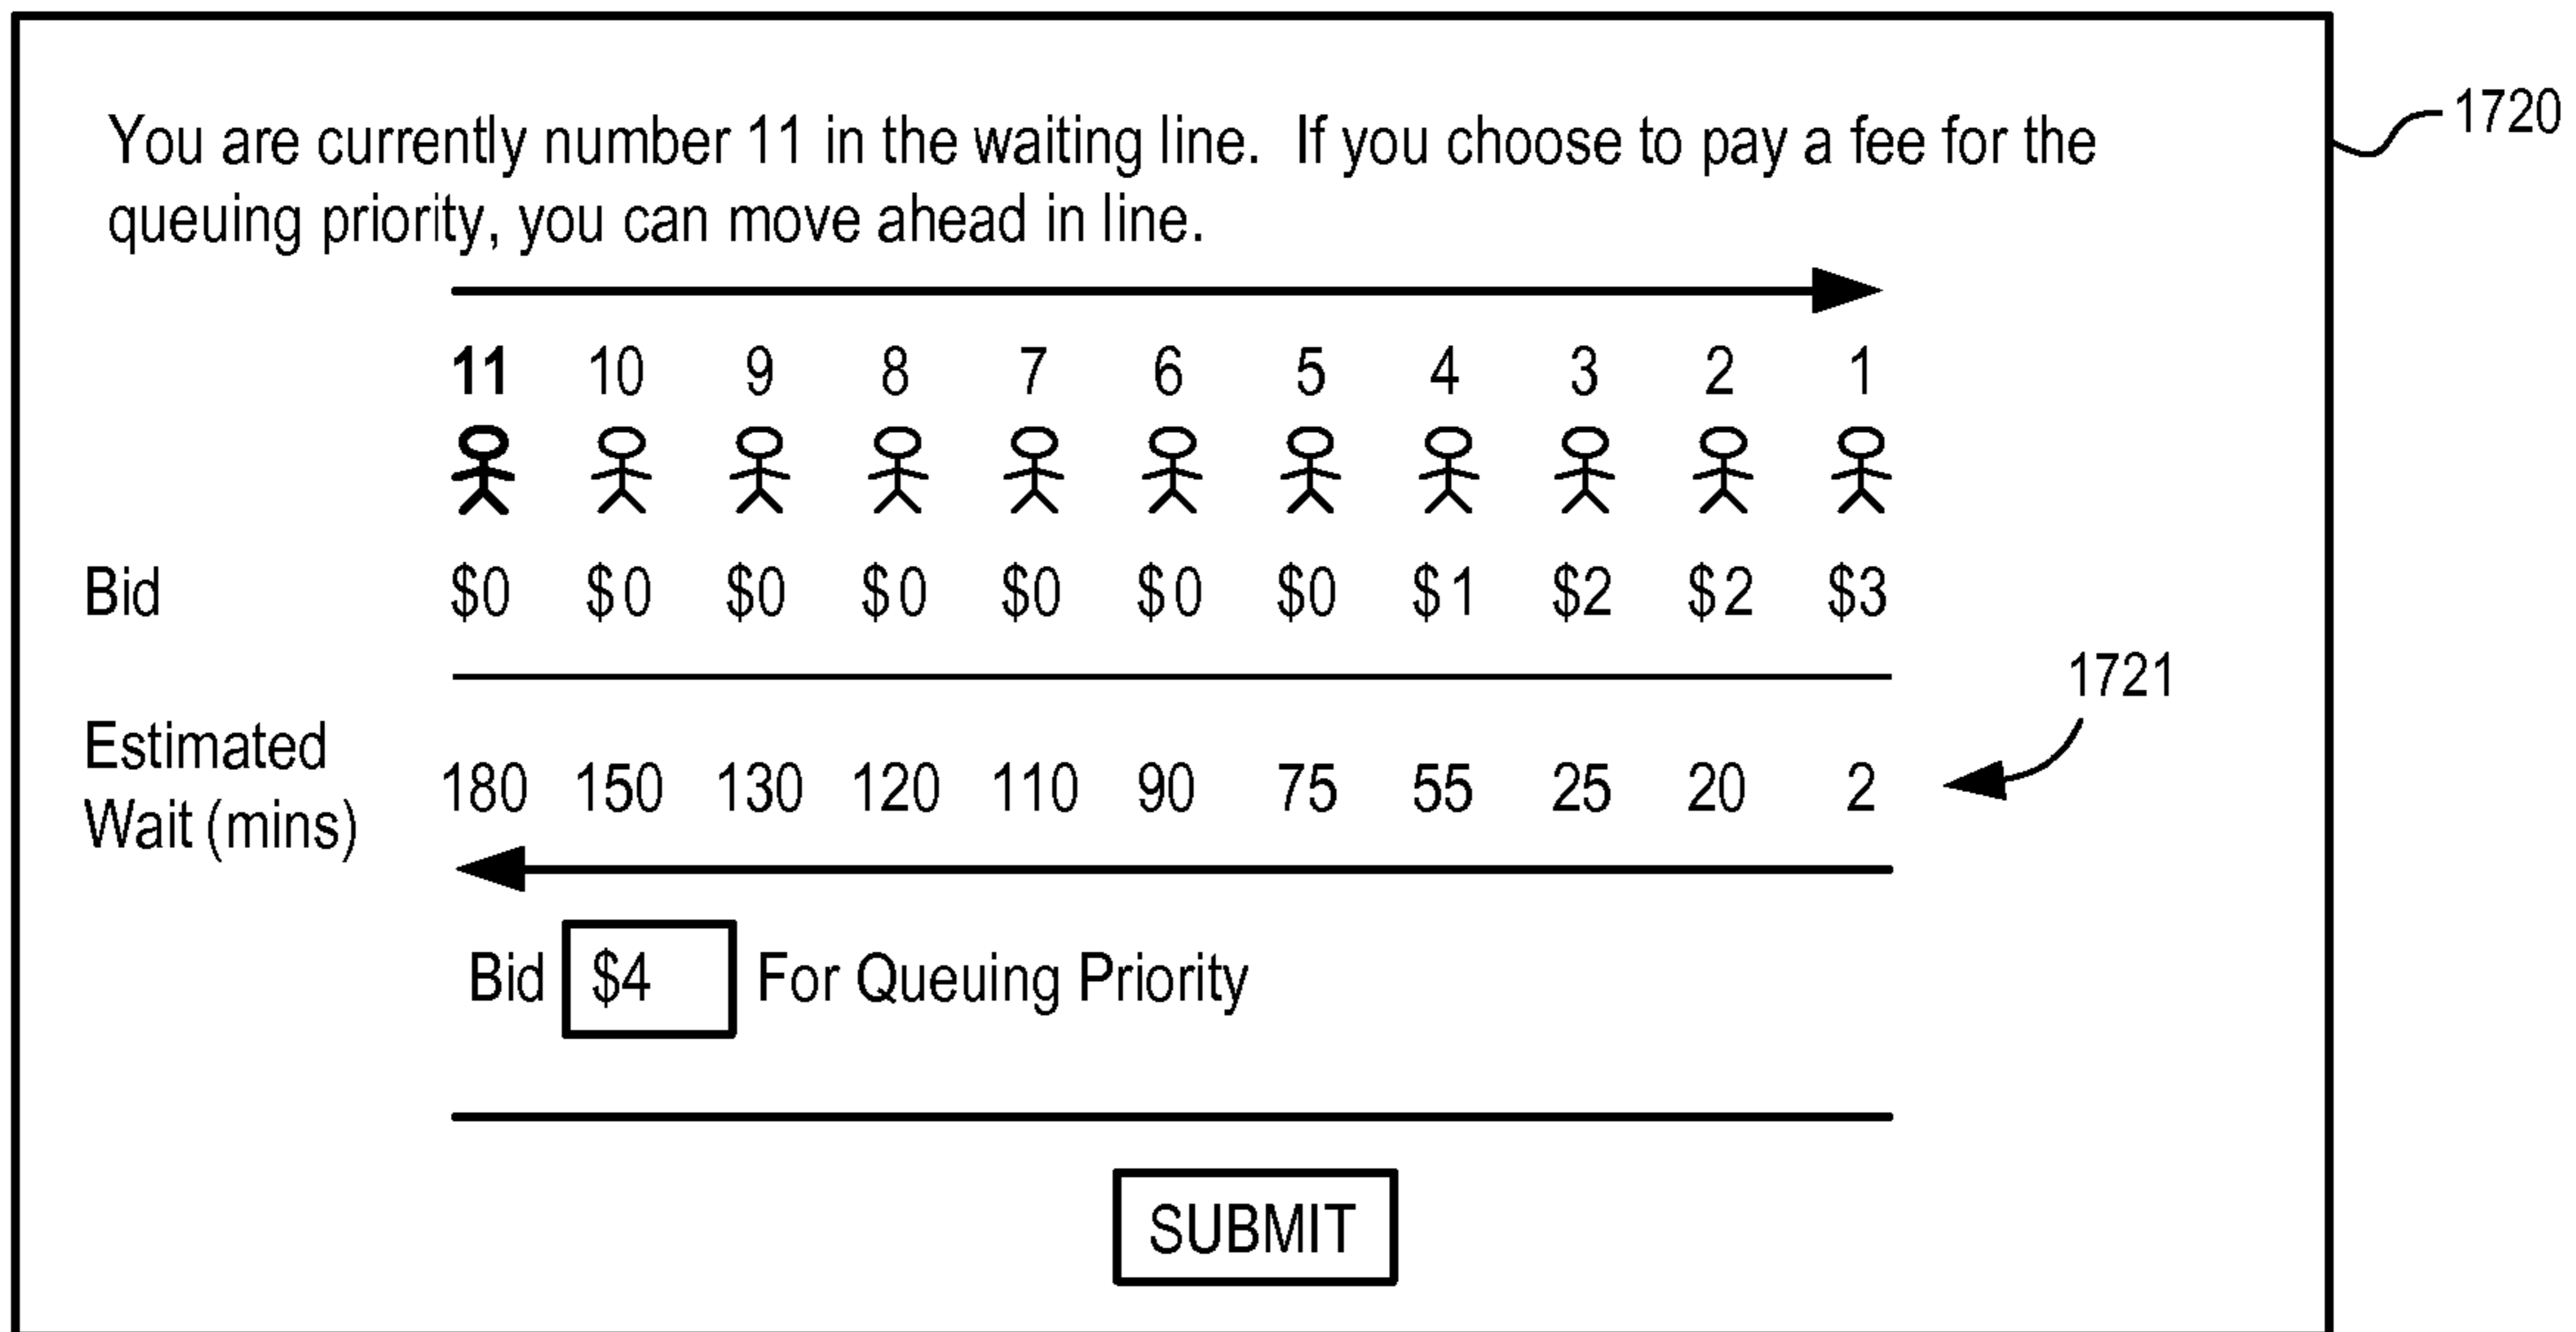 You are currently number 11 in the waiting line. If you choose to pay a fee for the
queuing priority, you can move ahead in line.
1720
11 10 9 8 7 6 5 4 3 2 1
Bid $0 $0 $0 $0 $0 $0 $0 $1 $2 $2 $3
1721
Estimated
Wait (mins) 180 150 130 120 110 90 75 55 25 20 2
Bid $4 For Queuing Priority
SUBMIT